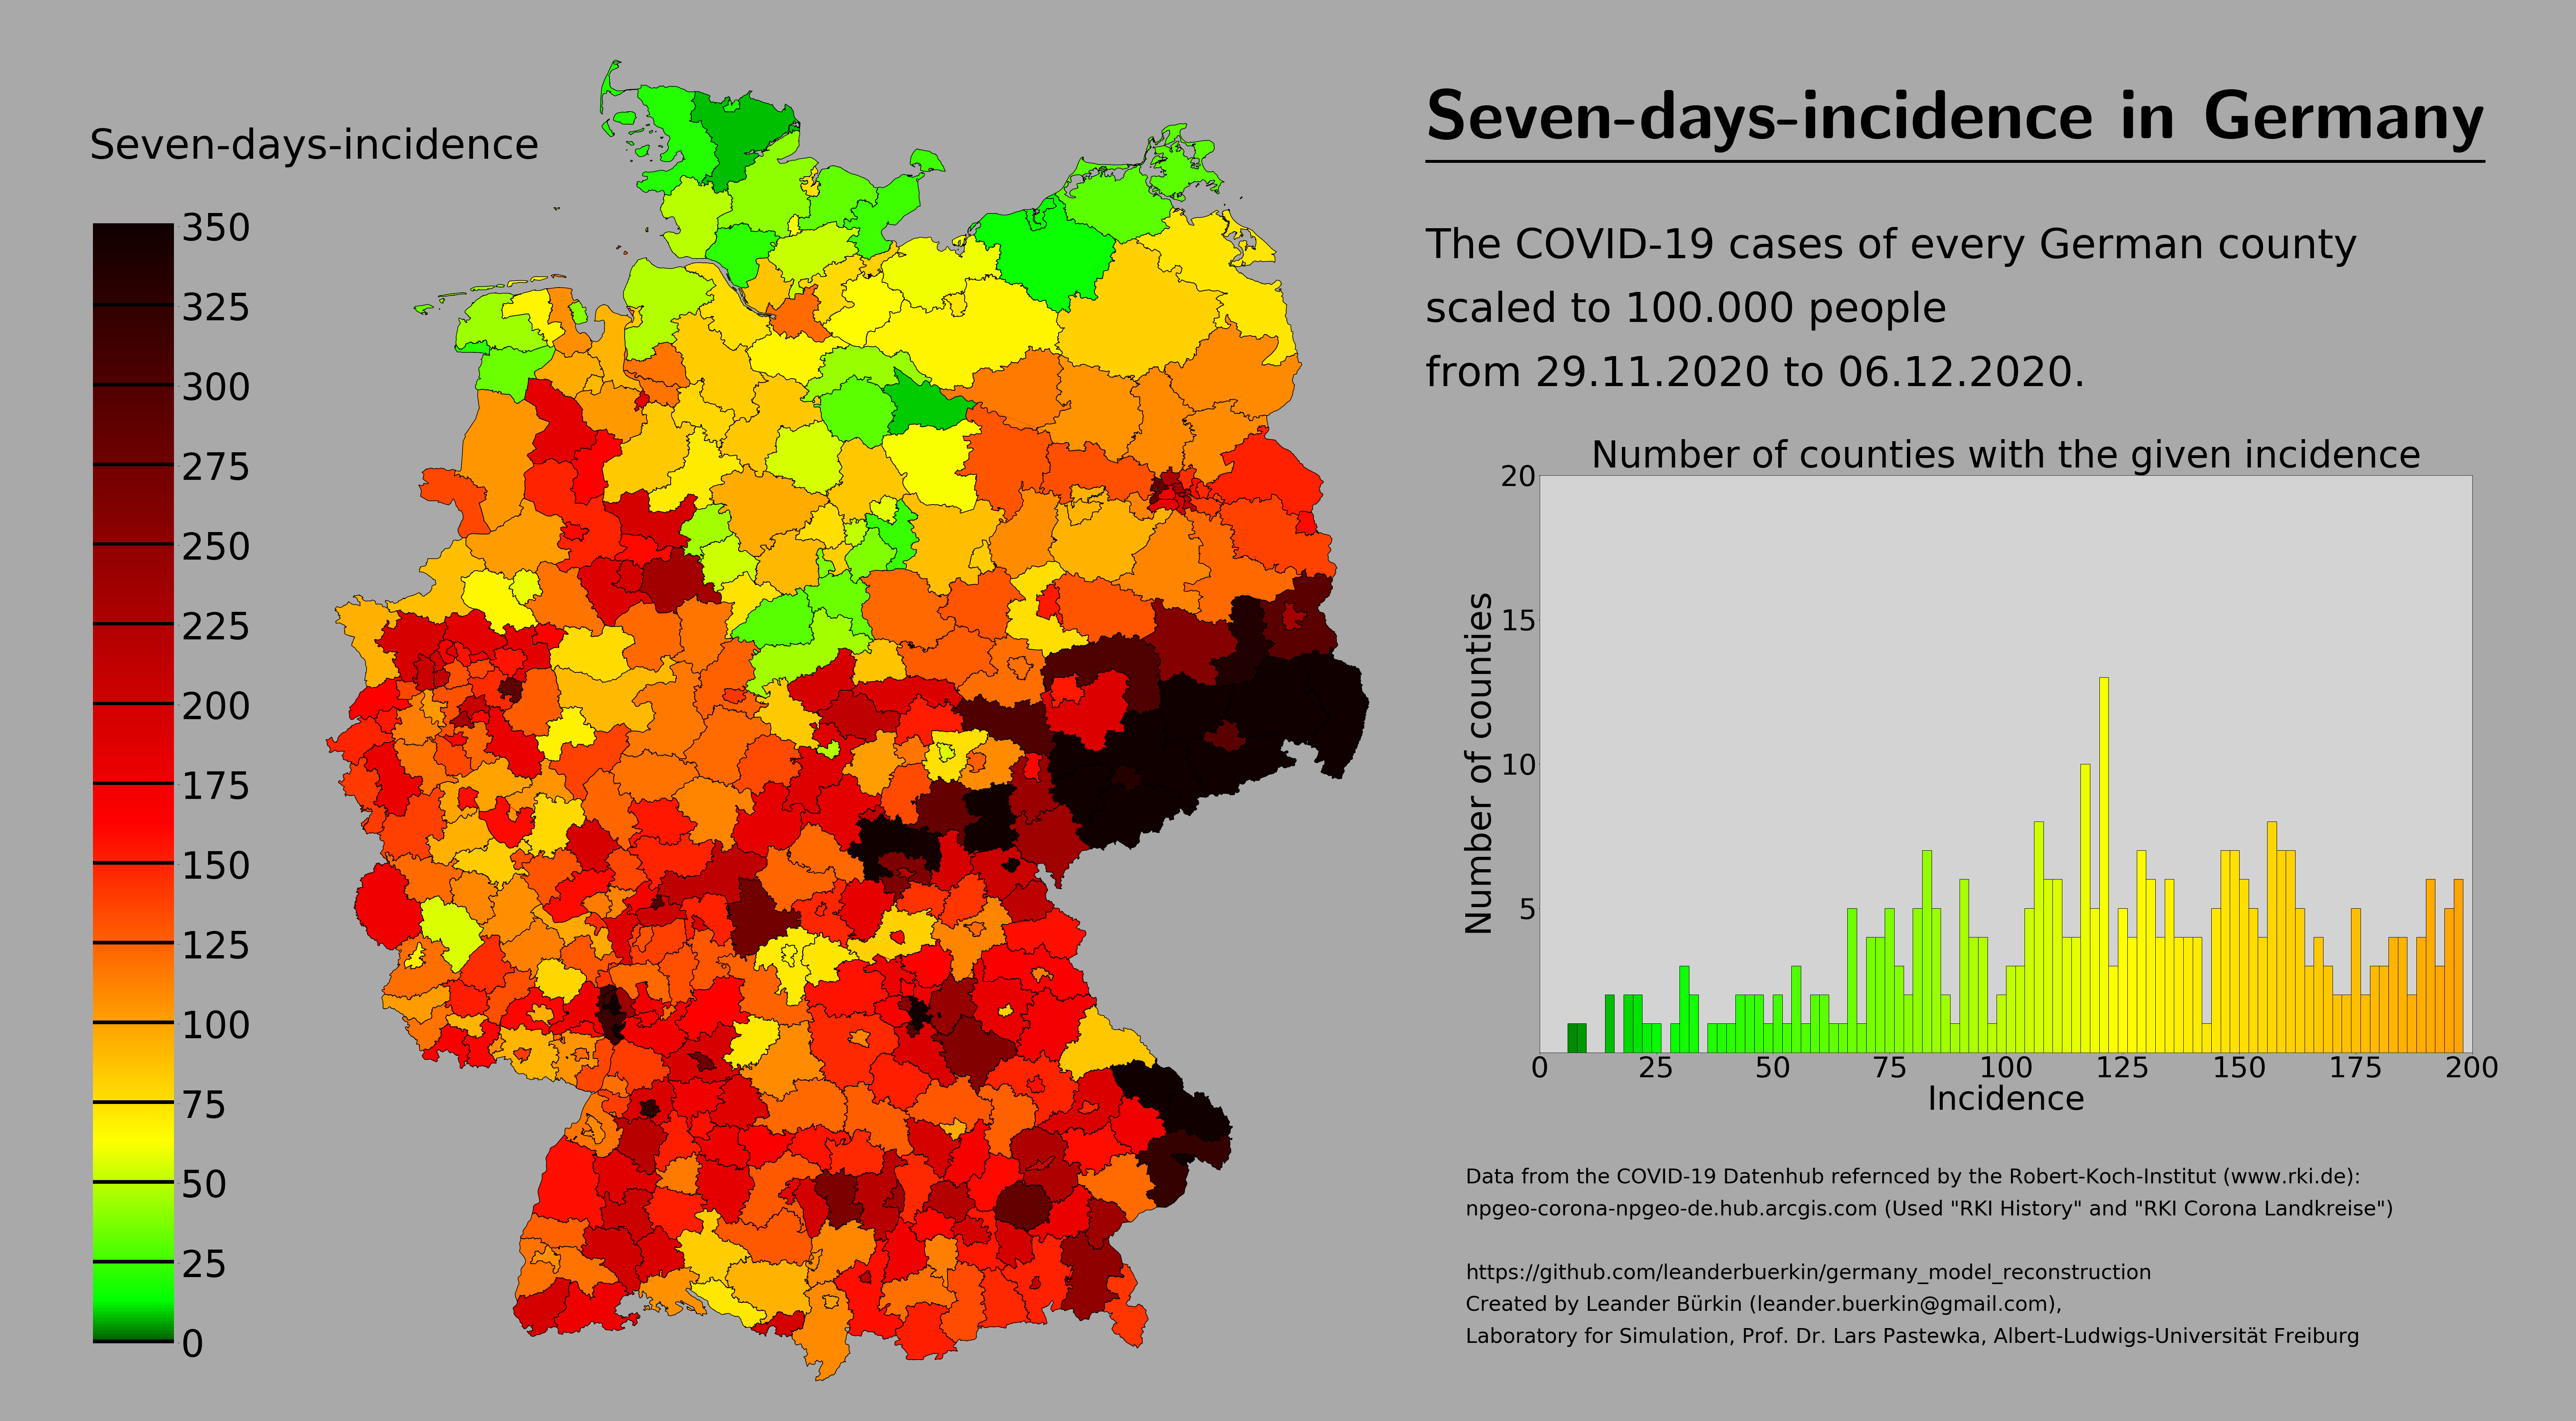 Seven-days-incidence in Germany
Seven-days-incidence
350
325
300
275
250
225
200
175
150
125
100
75
50
25
0
The COVID-19 cases of every German county
scaled to 100.000 people
from 29.11.2020 to 06.12.2020.
Number of counties with the given incidence
20
15
10
5
Number of counties
0 25 50 75 100 125 150 175 200
Incidence
Data from the COVID-19 Datenhub refernced by the Robert-Koch-Institut (www.rki.de):
npgeo-corona-npgeo-de.hub.arcgis.com (Used "RKI History" and "RKI Corona Landkreise")
https://github.com/leanderbuerkin/germany_model_reconstruction
Created by Leander Bürkin (leander.buerkin@gmail.com),
Laboratory for Simulation, Prof. Dr. Lars Pastewka, Albert-Ludwigs-Universität Freiburg